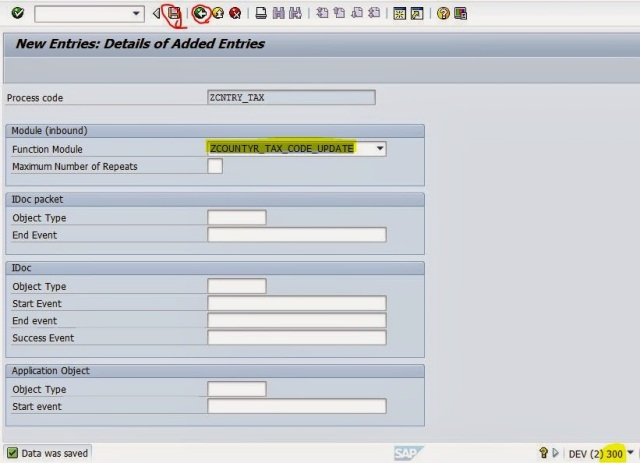 New Entries: Details of Added Entries
Process code ZCNTRY_TAX
Module (inbound)
Function Module ZCOUNTYR_TAX_CODE_UPDATE
Maximum Number of Repeats
IDoc packet
Object Type
End Event
IDoc
Object Type
Start Event
End event
Success Event
Application Object
Object Type
Start event
Data was saved SAP DEV (2) 300